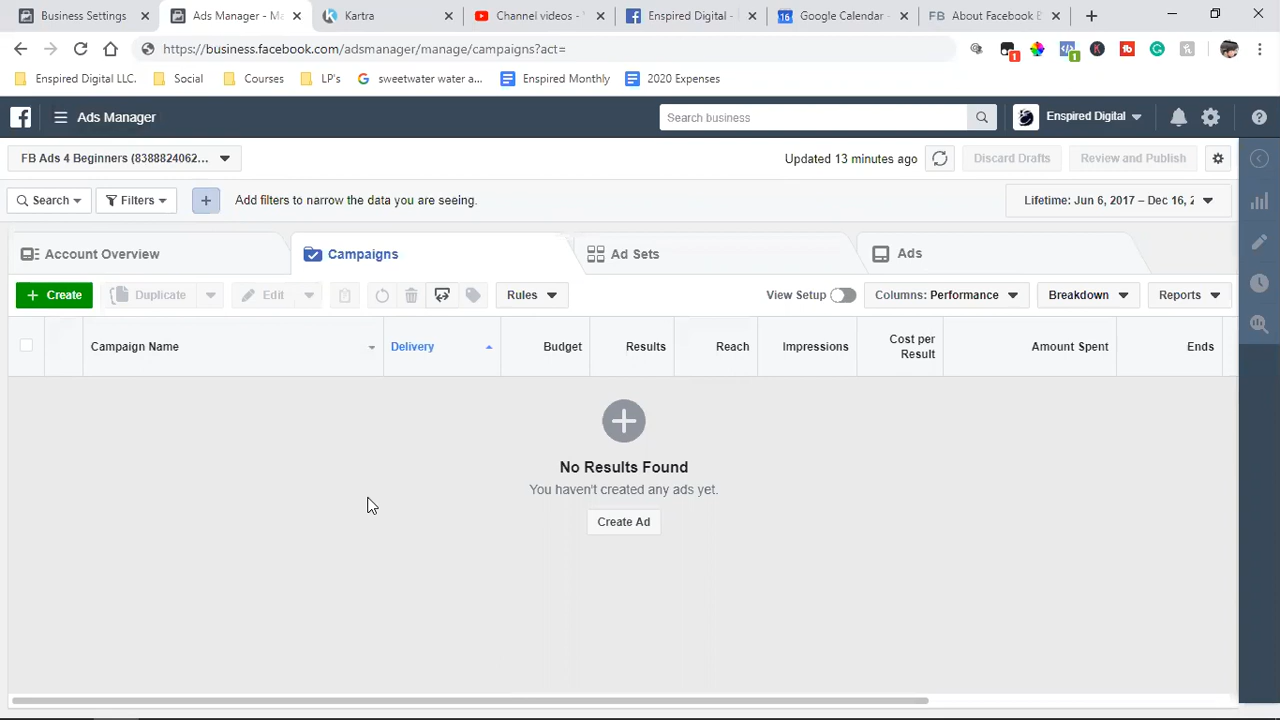 Business Settings
Ads Manager - Ma
Kartra
Channel videos - Y
Enspired Digital -
16
Google Calendar -
FB
About Facebook B
https://business.facebook.com/adsmanager/manage/campaigns?act=
1
1
K
Enspired Digital LLC.
Social
Courses
LP's
sweetwater water a...
Enspired Monthly
2020 Expenses
Ads Manager
Search business
Enspired Digital
FB Ads 4 Beginners (8388824062...
Updated 13 minutes ago
Discard Drafts
Review and Publish
Search
Filters
Add filters to narrow the data you are seeing.
Lifetime: Jun 6, 2017 – Dec 16, 2
Account Overview
Campaigns
Ad Sets
Ads
+ Create
Duplicate
Edit
Rules
View Setup
Columns: Performance
Breakdown
Reports
Campaign Name
Delivery
Budget
Results
Reach
Impressions
Cost per
Result
Amount Spent
Ends
No Results Found
You haven't created any ads yet.
Create Ad